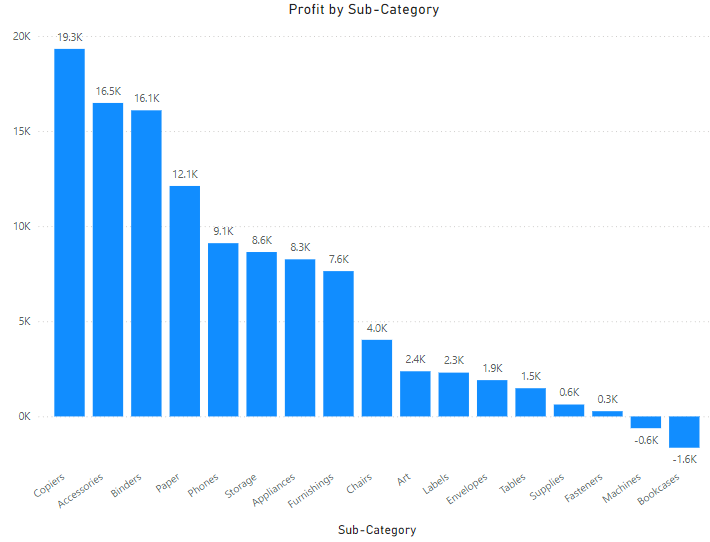 Profit by Sub-Category
20K
15K
10K
5K
0K
19.3K
16.5K
16.1K
12.1K
9.1K
8.6K
8.3K
7.6K
4.0K
2.4K
2.3K
1.9K
1.5K
0.6K
0.3K
-0.6K
-1.6K
Copiers
Accessories
Binders
Paper
Phones
Storage
Appliances
Furnishings
Chairs
Art
Labels
Envelopes
Tables
Supplies
Fasteners
Machines
Bookcases
Sub-Category